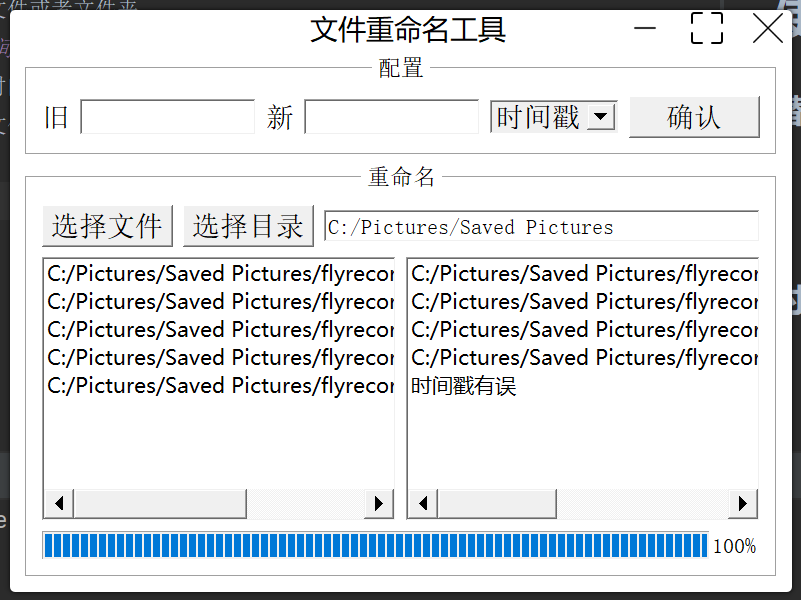 文件重命名工具
配置
旧 新 时间戳 确认
重命名
选择文件 选择目录 C:/Pictures/Saved Pictures
C:/Pictures/Saved Pictures/flyrecor
C:/Pictures/Saved Pictures/flyrecor
C:/Pictures/Saved Pictures/flyrecor
C:/Pictures/Saved Pictures/flyrecor
C:/Pictures/Saved Pictures/flyrecor
C:/Pictures/Saved Pictures/flyrecor
C:/Pictures/Saved Pictures/flyrecor
C:/Pictures/Saved Pictures/flyrecor
C:/Pictures/Saved Pictures/flyrecor
时间戳有误
100%